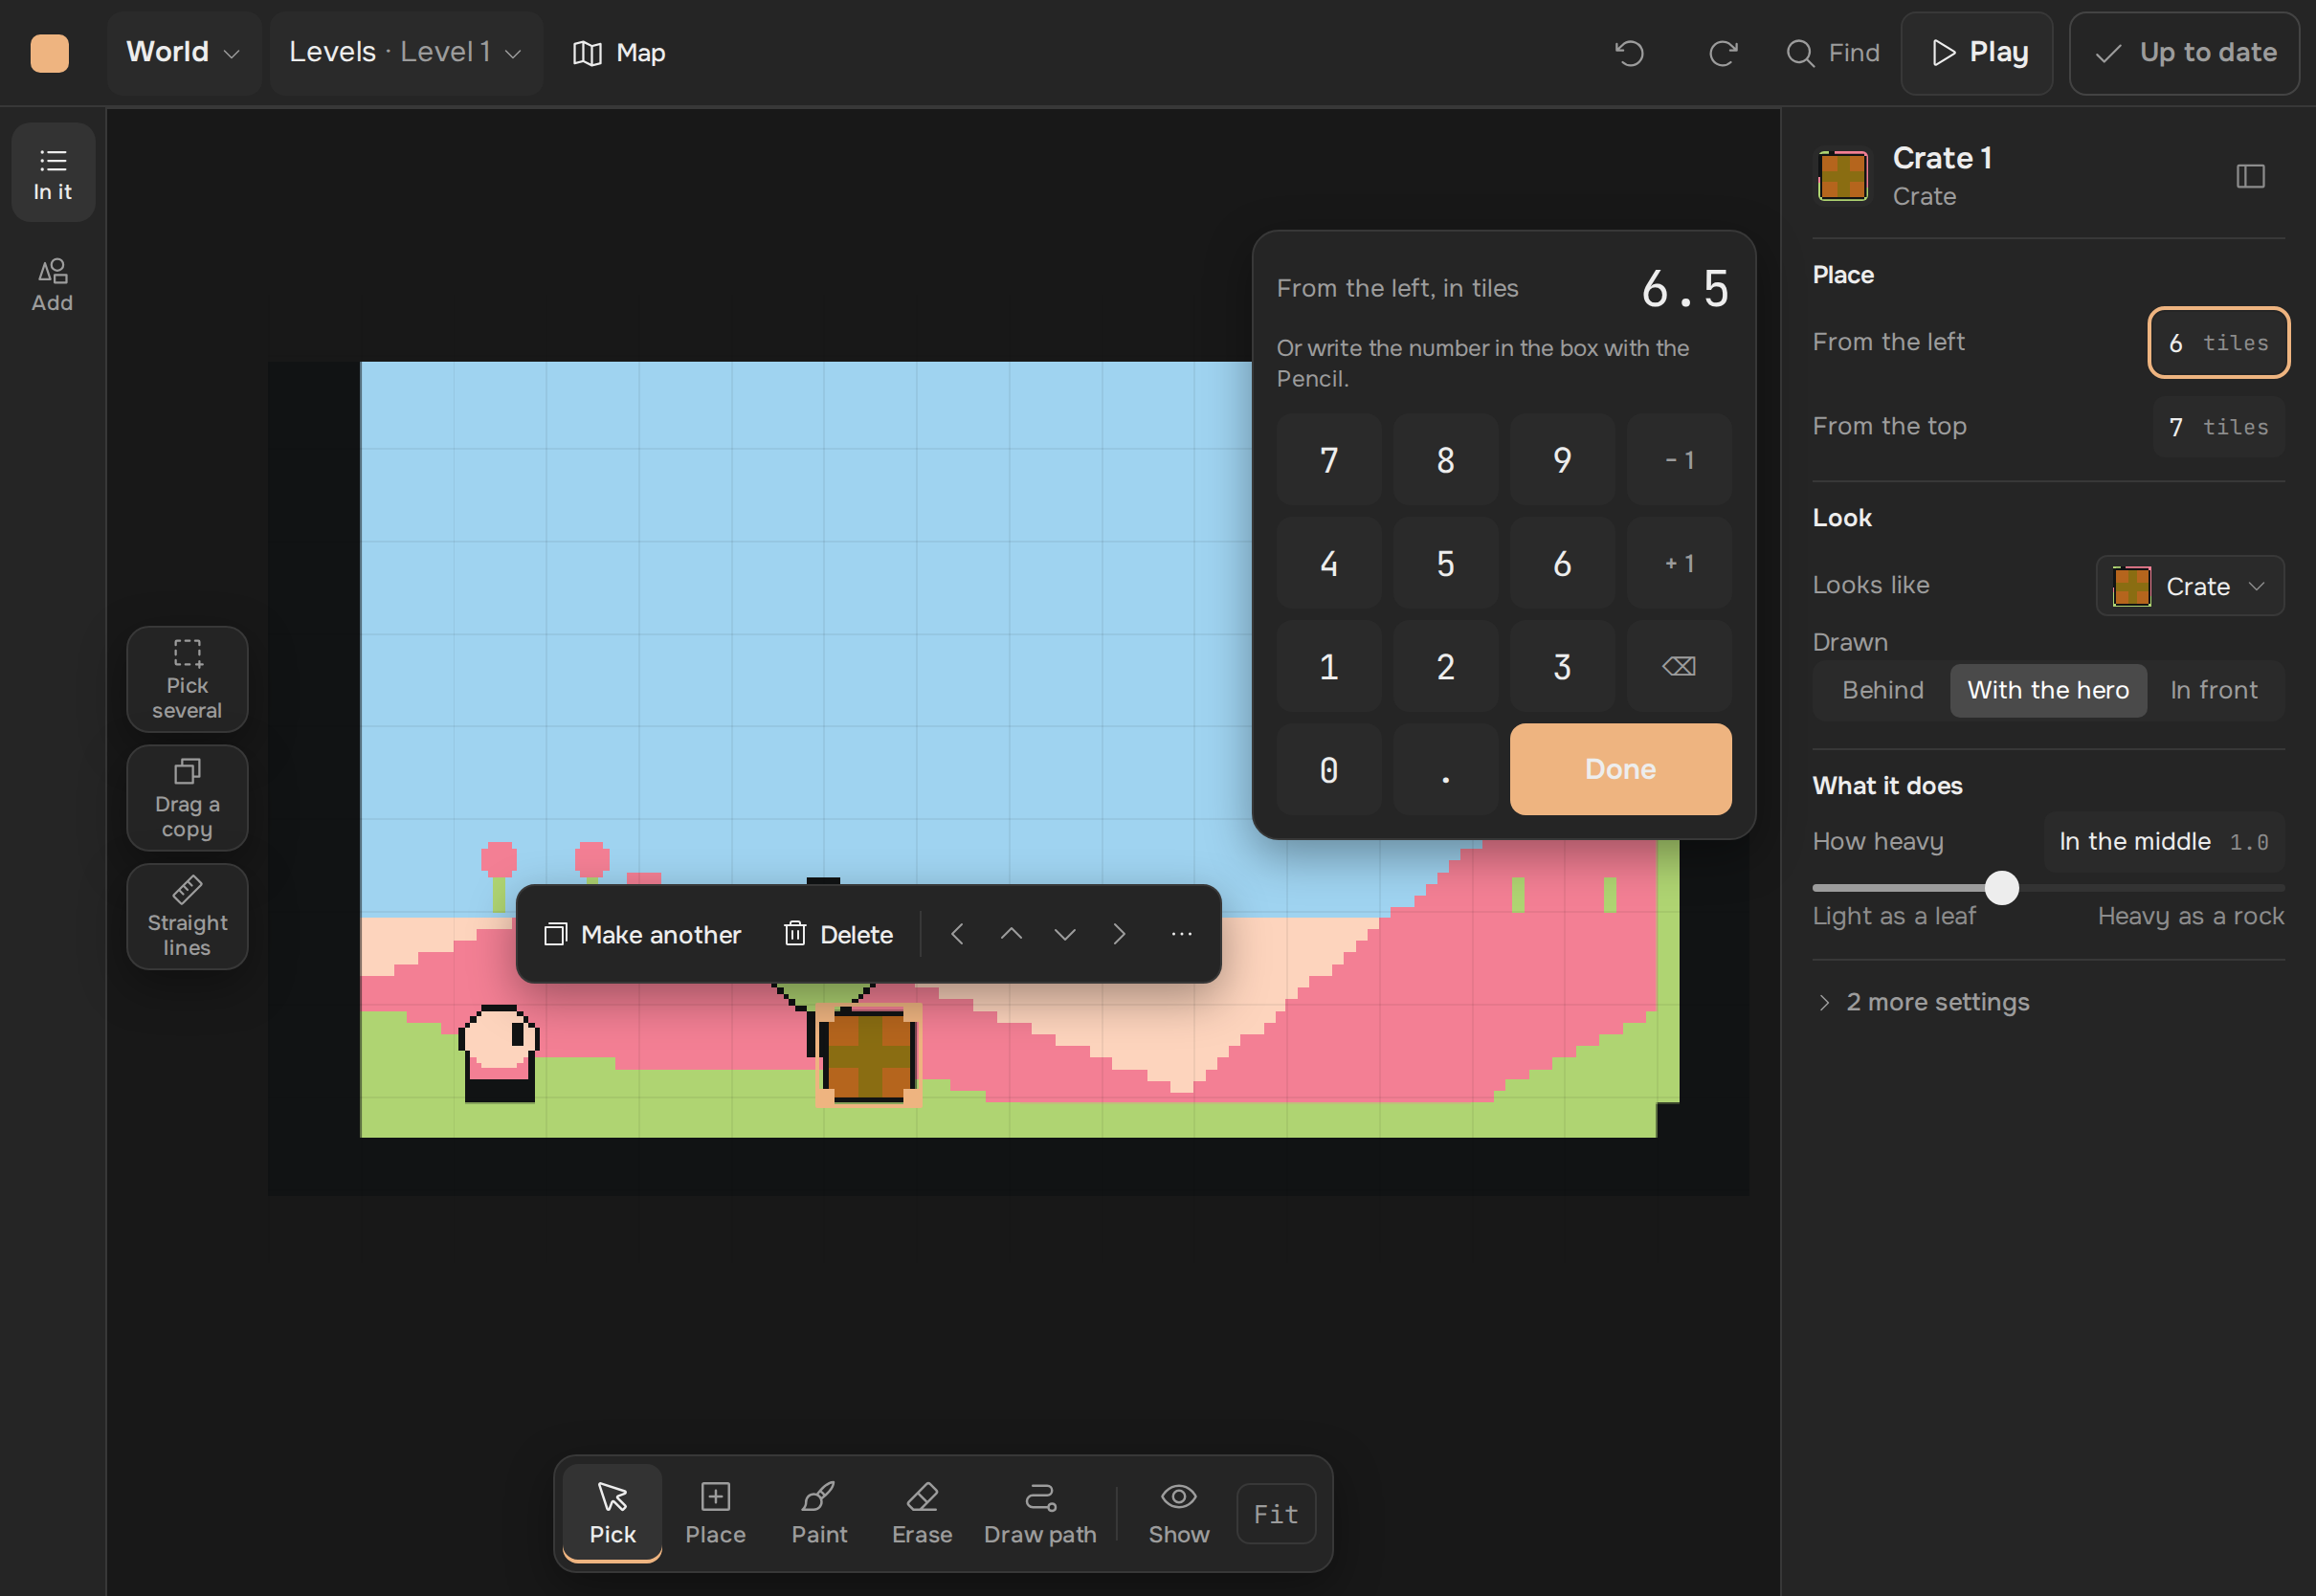 World
Levels · Level 1
Map
Find
Play
Up to date
In it
Add
Pick
several
Drag a
copy
Straight
lines
From the left, in tiles 6.5
Or write the number in the box with the
Pencil.
7 8 9 - 1
4 5 6 + 1
1 2 3
0 . Done
Make another
Delete
Pick
Place
Paint
Erase
Draw path
Show
Fit
Crate 1
Crate
Place
From the left 6 tiles
From the top 7 tiles
Look
Looks like Crate
Drawn
Behind With the hero In front
What it does
How heavy In the middle 1.0
Light as a leaf Heavy as a rock
2 more settings